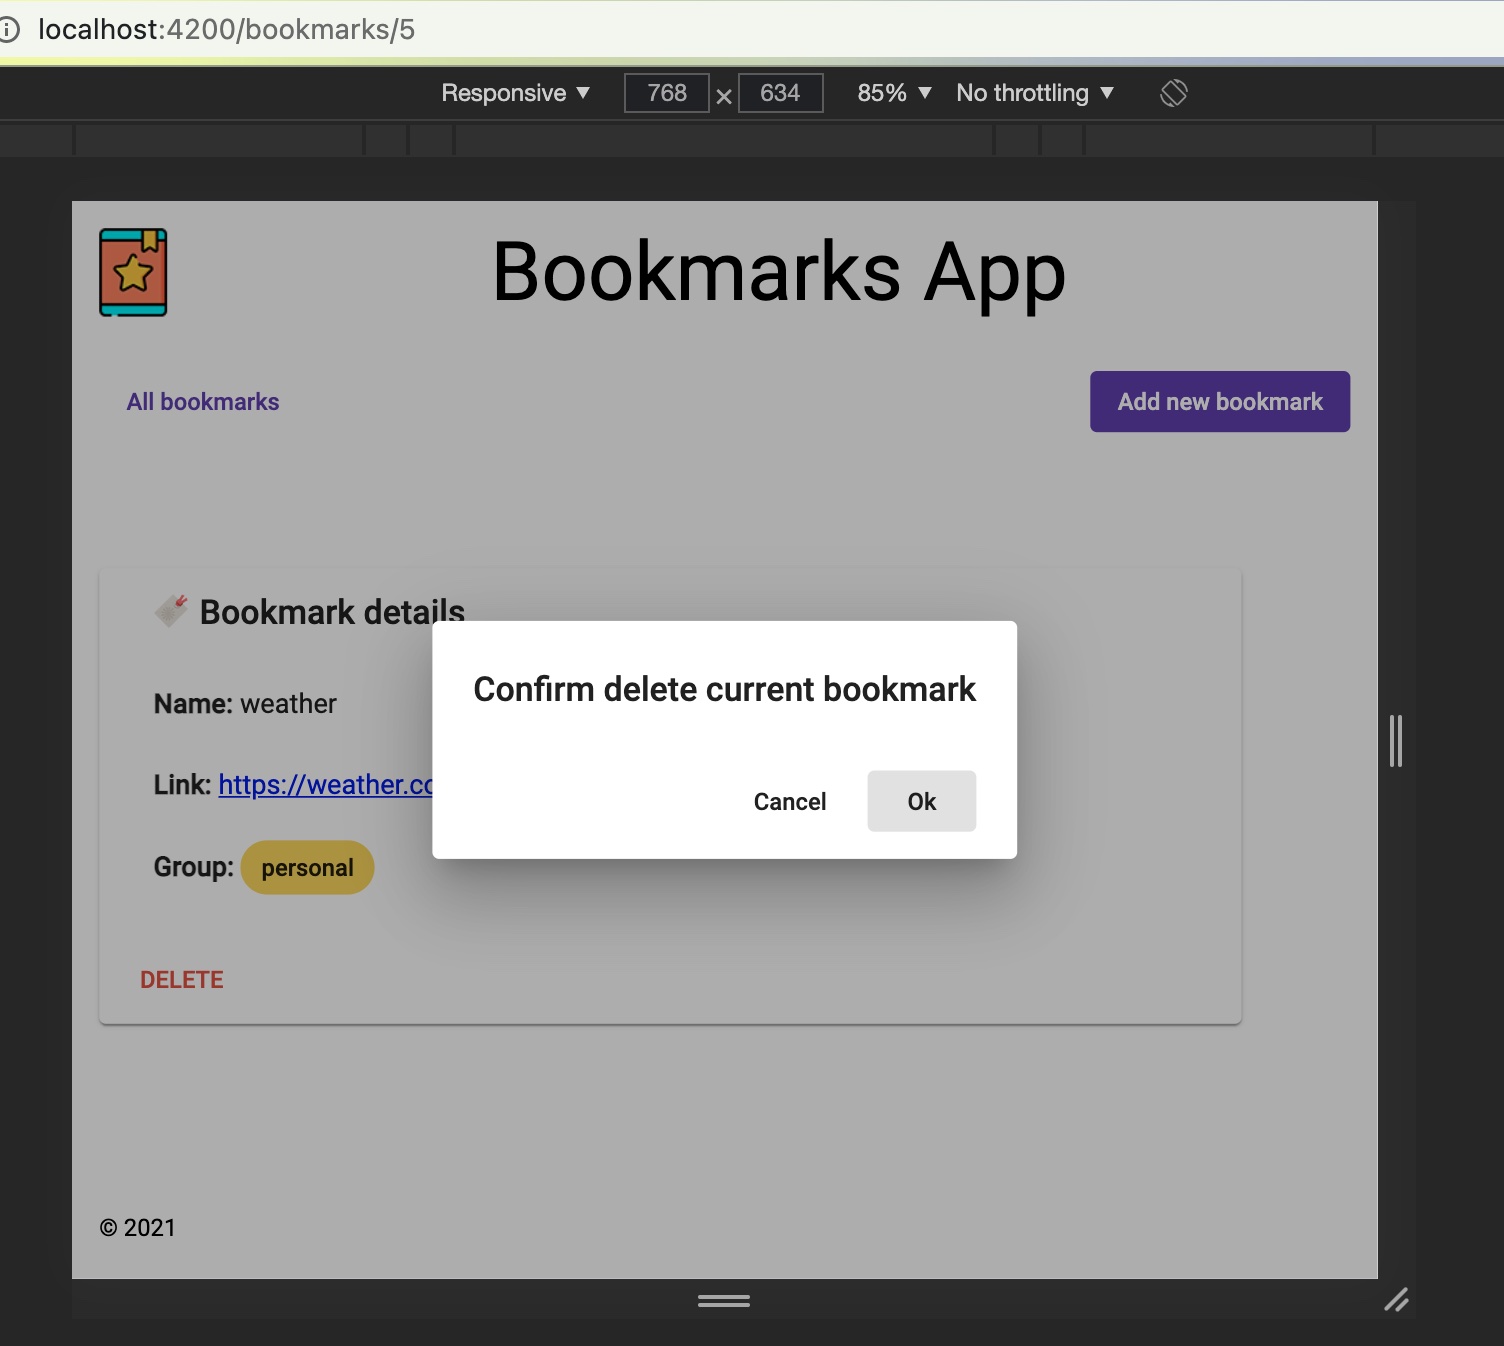 localhost:4200/bookmarks/5
Responsive ▼ 768 × 634 85% ▼ No throttling ▼
Bookmarks App
All bookmarks Add new bookmark
Bookmark details
Name: weather
Confirm delete current bookmark
Link: https://weather.co
Cancel Ok
Group: personal
DELETE
© 2021